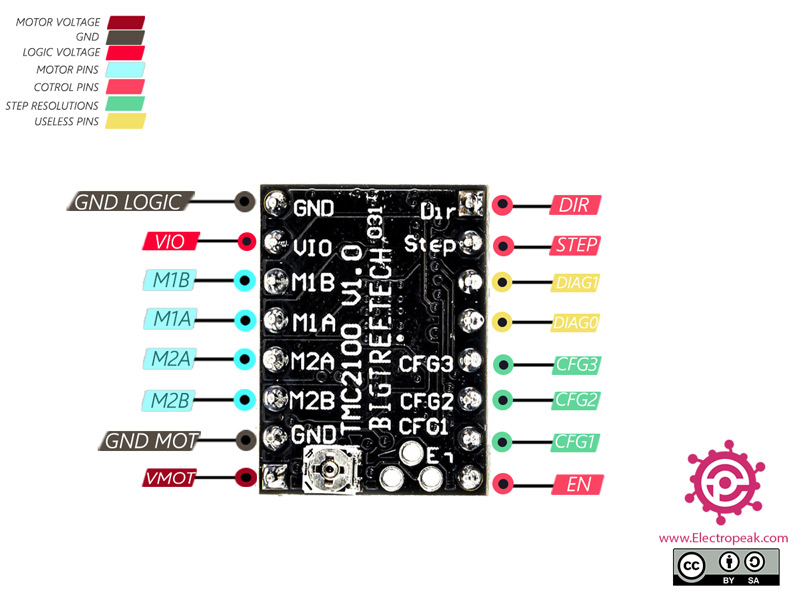 MOTOR VOLTAGE
GND
LOGIC VOLTAGE
MOTOR PINS
COTROL PINS
STEP RESOLUTIONS
USELESS PINS
GND LOGIC
VIO
M1B
M1A
M2A
M2B
GND MOT
VMOT
GND
VIO
M1B
M1A
M2A
M2B
GND
TMC2100 V1.0
BIGTREETECH
031
Dir
Step
CFG3
CFG2
CFG1
En
DIR
STEP
DIAG1
DIAG0
CFG3
CFG2
CFG1
EN
www.Electropeak.com
cc
BY SA